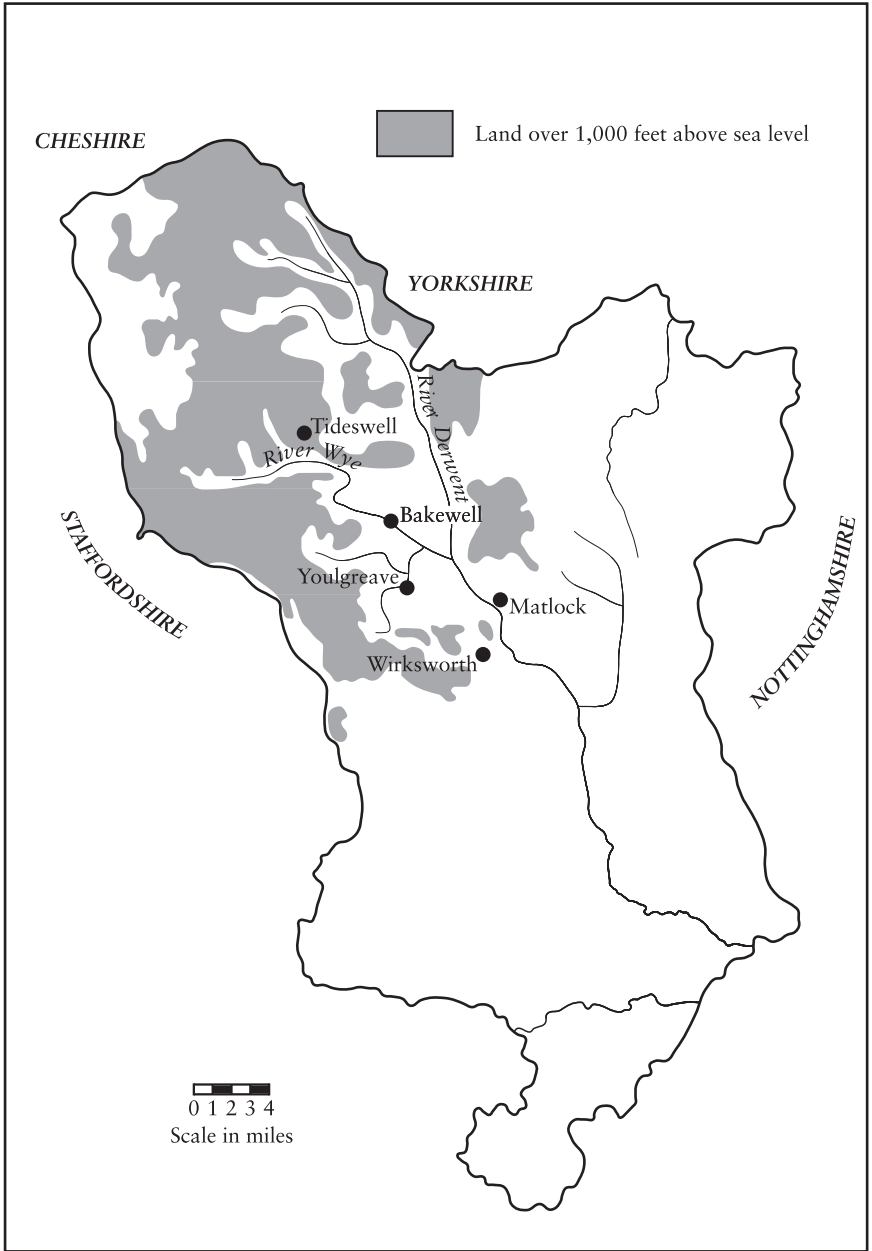 CHESHIRE
Land over 1,000 feet above sea level
YORKSHIRE
River Derwent
Tideswell
River Wye
Bakewell
STAFFORDSHIRE
NOTTINGHAMSHIRE
Youlgreave
Matlock
Wirksworth
0 1 2 3 4
Scale in miles